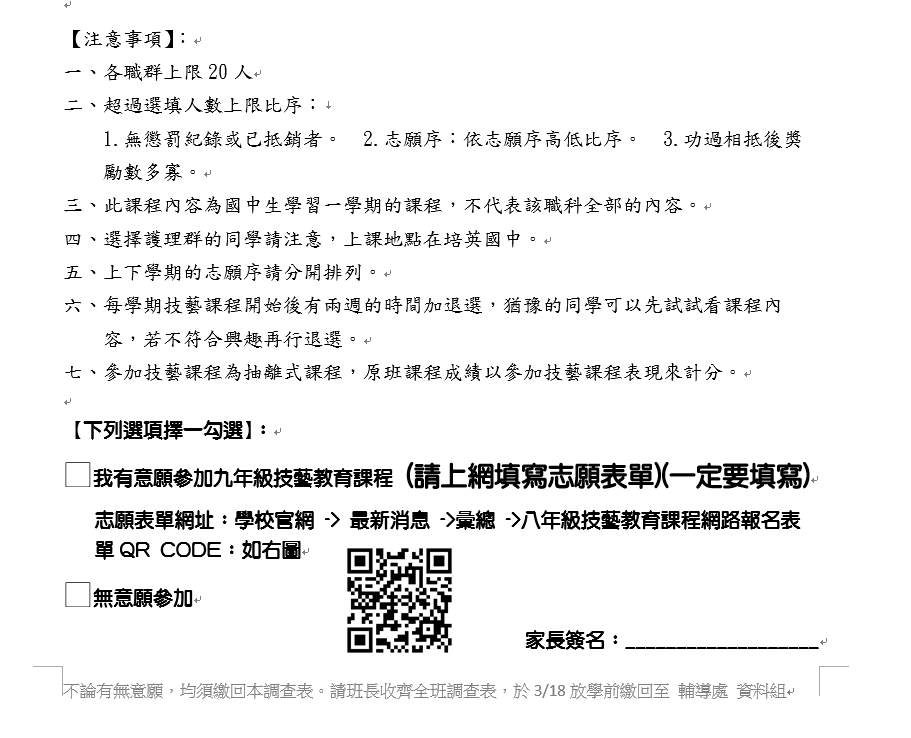 【注意事項】：
一、各職群上限 20 人
二、超過選填人數上限比序：
1.無懲罰紀錄或已抵銷者。 2.志願序：依志願序高低比序。 3.功過相抵後獎
勵數多寡。
三、此課程內容為國中生學習一學期的課程，不代表該職科全部的內容。
四、選擇護理群的同學請注意，上課地點在培英國中。
五、上下學期的志願序請分開排列。
六、每學期技藝課程開始後有兩週的時間加退選，猶豫的同學可以先試試看課程內
容，若不符合興趣再行退選。
七、參加技藝課程為抽離式課程，原班課程成績以參加技藝課程表現來計分。
【下列選項擇一勾選】：
□我有意願參加九年級技藝教育課程 (請上網填寫志願表單)(一定要填寫)
志願表單網址：學校官網 -> 最新消息 ->彙總 ->八年級技藝教育課程網路報名表
單 QR CODE：如右圖
□無意願參加
家長簽名：____________________
不論有無意願，均須繳回本調查表。請班長收齊全班調查表，於 3/18 放學前繳回至 輔導處 資料組